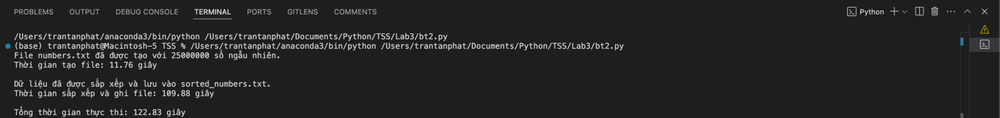 PROBLEMS OUTPUT DEBUG CONSOLE TERMINAL PORTS GITLENS COMMENTS Python
/Users/trantanphat/anaconda3/bin/python /Users/trantanphat/Documents/Python/TSS/Lab3/bt2.py
(base) trantanphat@Macintosh-5 TSS % /Users/trantanphat/anaconda3/bin/python /Users/trantanphat/Documents/Python/TSS/Lab3/bt2.py
File numbers.txt đã được tạo với 25000000 số ngẫu nhiên.
Thời gian tạo file: 11.76 giây
Dữ liệu đã được sắp xếp và lưu vào sorted_numbers.txt.
Thời gian sắp xếp và ghi file: 109.88 giây
Tổng thời gian thực thi: 122.83 giây